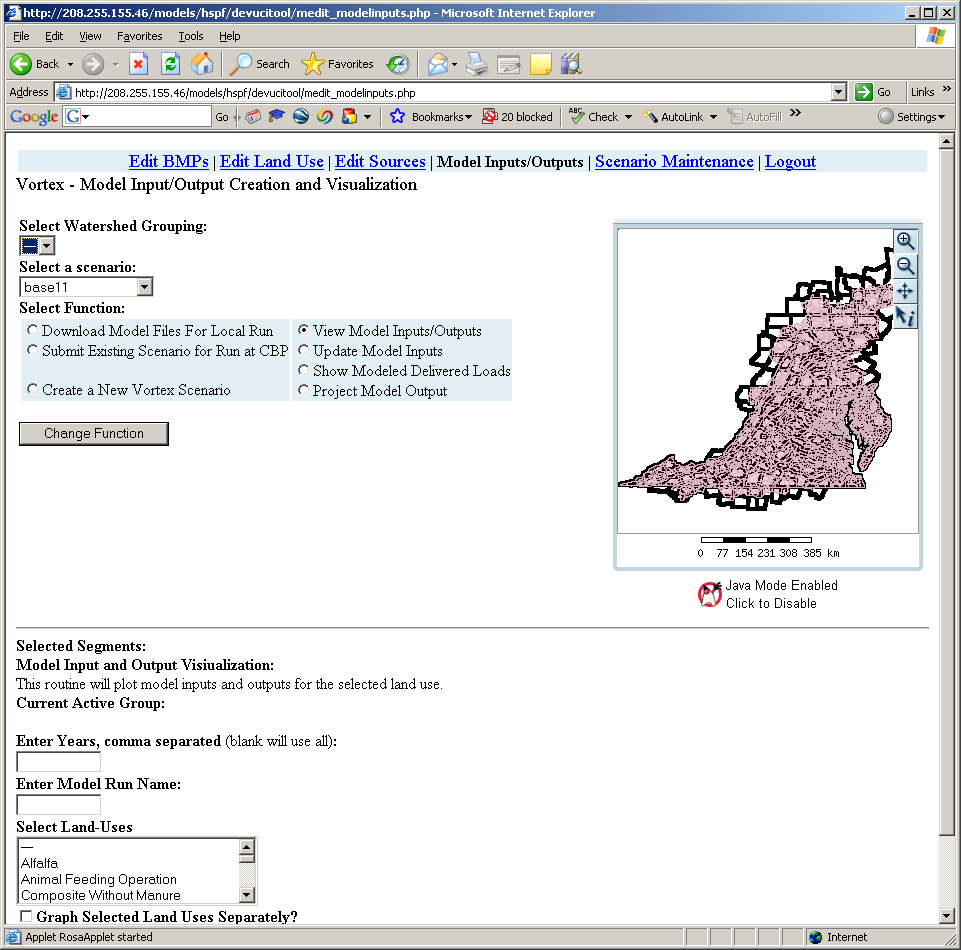 http://208.255.155.46/models/hspf/devucitool/medit_modelinputs.php - Microsoft Internet Explorer
File Edit View Favorites Tools Help
Back Search Favorites
Address http://208.255.155.46/models/hspf/devucitool/medit_modelinputs.php Go Links »
Google G Go Bookmarks 20 blocked ABC Check AutoLink AutoFill » Settings
Edit BMPs | Edit Land Use | Edit Sources | Model Inputs/Outputs | Scenario Maintenance | Logout
Vortex - Model Input/Output Creation and Visualization
Select Watershed Grouping:
---
Select a scenario:
base11
Select Function:
Download Model Files For Local Run
Submit Existing Scenario for Run at CBP
Create a New Vortex Scenario
View Model Inputs/Outputs
Update Model Inputs
Show Modeled Delivered Loads
Project Model Output
Change Function
i
0 77 154 231 308 385 km
Java Mode Enabled
Click to Disable
Selected Segments:
Model Input and Output Visiualization:
This routine will plot model inputs and outputs for the selected land use.
Current Active Group:
Enter Years, comma separated (blank will use all):
Enter Model Run Name:
Select Land-Uses
---
Alfalfa
Animal Feeding Operation
Composite Without Manure
Graph Selected Land Uses Separately?
Applet RosaApplet started Internet